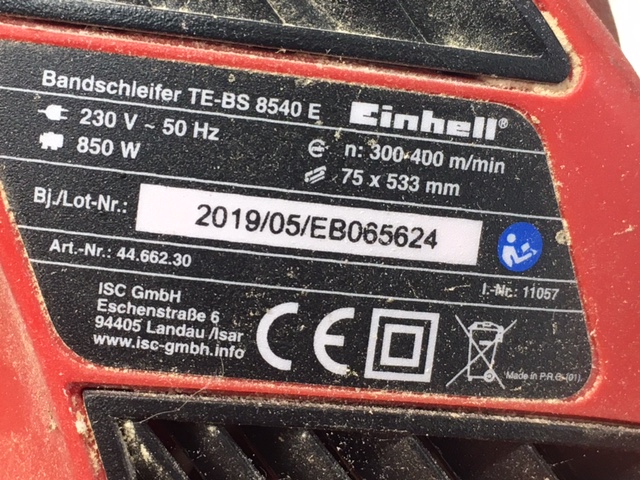 Bandschleifer TE-BS 8540 E
Einhell®
230 V ~ 50 Hz
850 W
n: 300-400 m/min
75 x 533 mm
Bj./Lot-Nr.: 2019/05/EB065624
Art.-Nr.: 44.662.30
I.-Nr.: 11057
ISC GmbH
Eschenstraße 6
94405 Landau /Isar
www.isc-gmbh.info
CE
Made in P.R.C. (01)